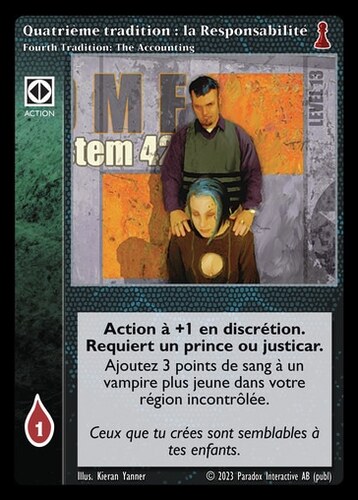 Quatrième tradition : la Responsabilité
Fourth Tradition: The Accounting
ACTION
OME
LEVEL 13
tem 42
Action à +1 en discrétion.
Requiert un prince ou justicar.
Ajoutez 3 points de sang à un
vampire plus jeune dans votre
région incontrôlée.
Ceux que tu crées sont semblables à
tes enfants.
1
Illus. Kieran Yanner © 2023 Paradox Interactive AB (publ)